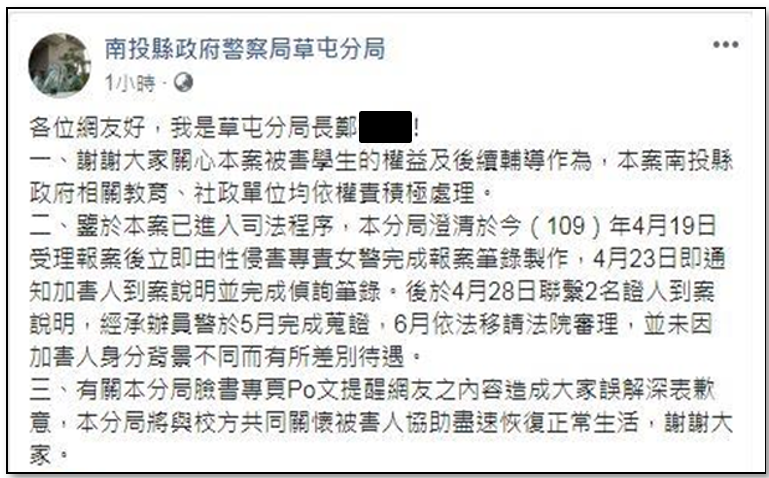 南投縣政府警察局草屯分局
1小時·
各位網友好，我是草屯分局長鄭!
一、謝謝大家關心本案被害學生的權益及後續輔導作為，本案南投縣
政府相關教育、社政單位均依權責積極處理。
二、鑒於本案已進入司法程序，本分局澄清於今（109）年4月19日
受理報案後立即由性侵害專責女警完成報案筆錄製作，4月23日即通
知加害人到案說明並完成偵詢筆錄。後於4月28日聯繫2名證人到案
說明，經承辦員警於5月完成蒐證，6月依法移請法院審理，並未因
加害人身分背景不同而有所差別待遇。
三、有關本分局臉書專頁Po文提醒網友之內容造成大家誤解深表歉
意，本分局將與校方共同關懷被害人協助盡速恢復正常生活，謝謝大
家。